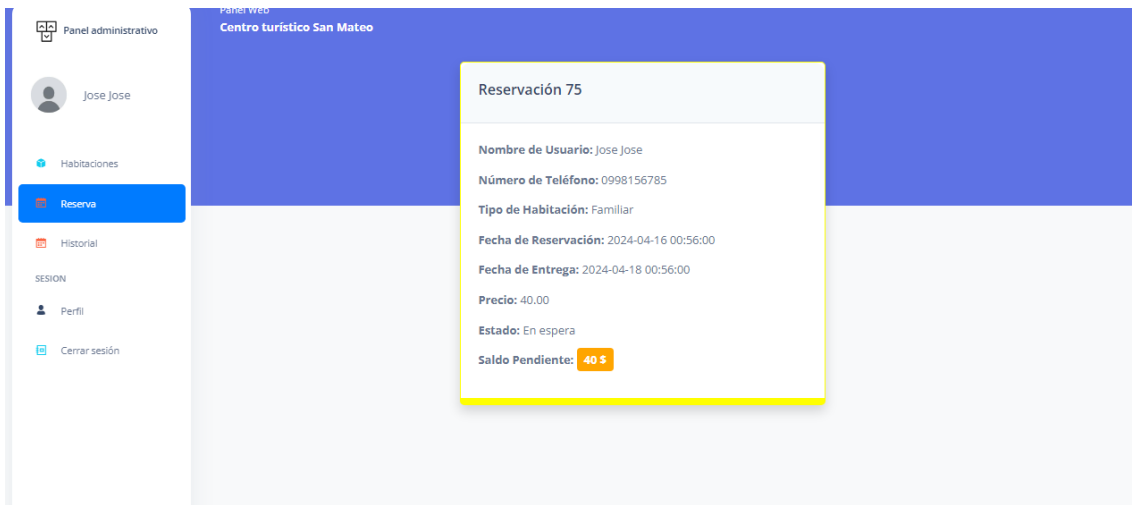 Panel administrativo
Jose Jose
Habitaciones
Reserva
Historial
SESION
Perfil
Cerrar sesión
Panel Web
Centro turístico San Mateo
Reservación 75
Nombre de Usuario: Jose Jose
Número de Teléfono: 0998156785
Tipo de Habitación: Familiar
Fecha de Reservación: 2024-04-16 00:56:00
Fecha de Entrega: 2024-04-18 00:56:00
Precio: 40.00
Estado: En espera
Saldo Pendiente: 40 $